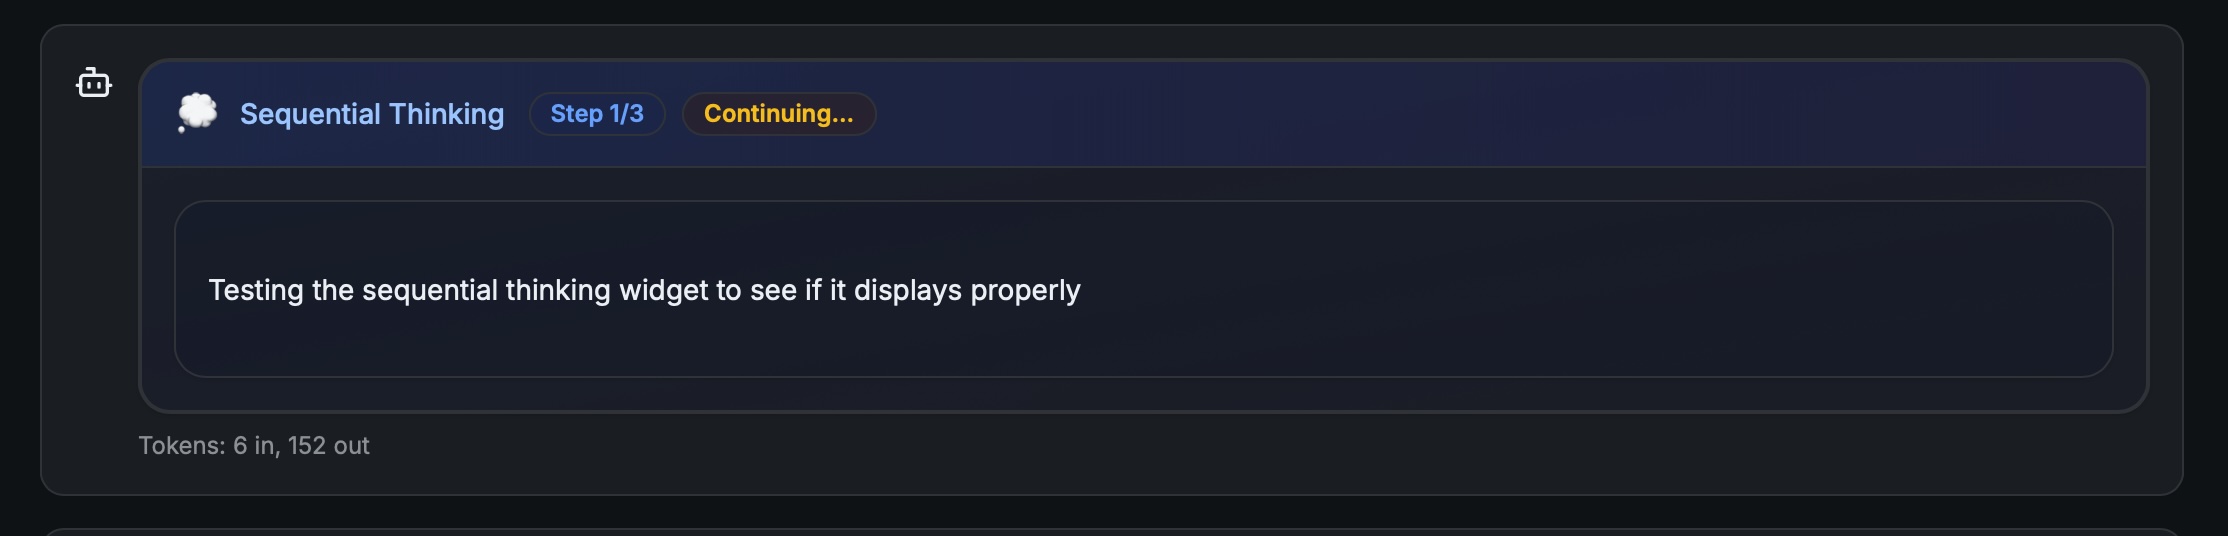 Sequential Thinking Step 1/3 Continuing...
Testing the sequential thinking widget to see if it displays properly
Tokens: 6 in, 152 out